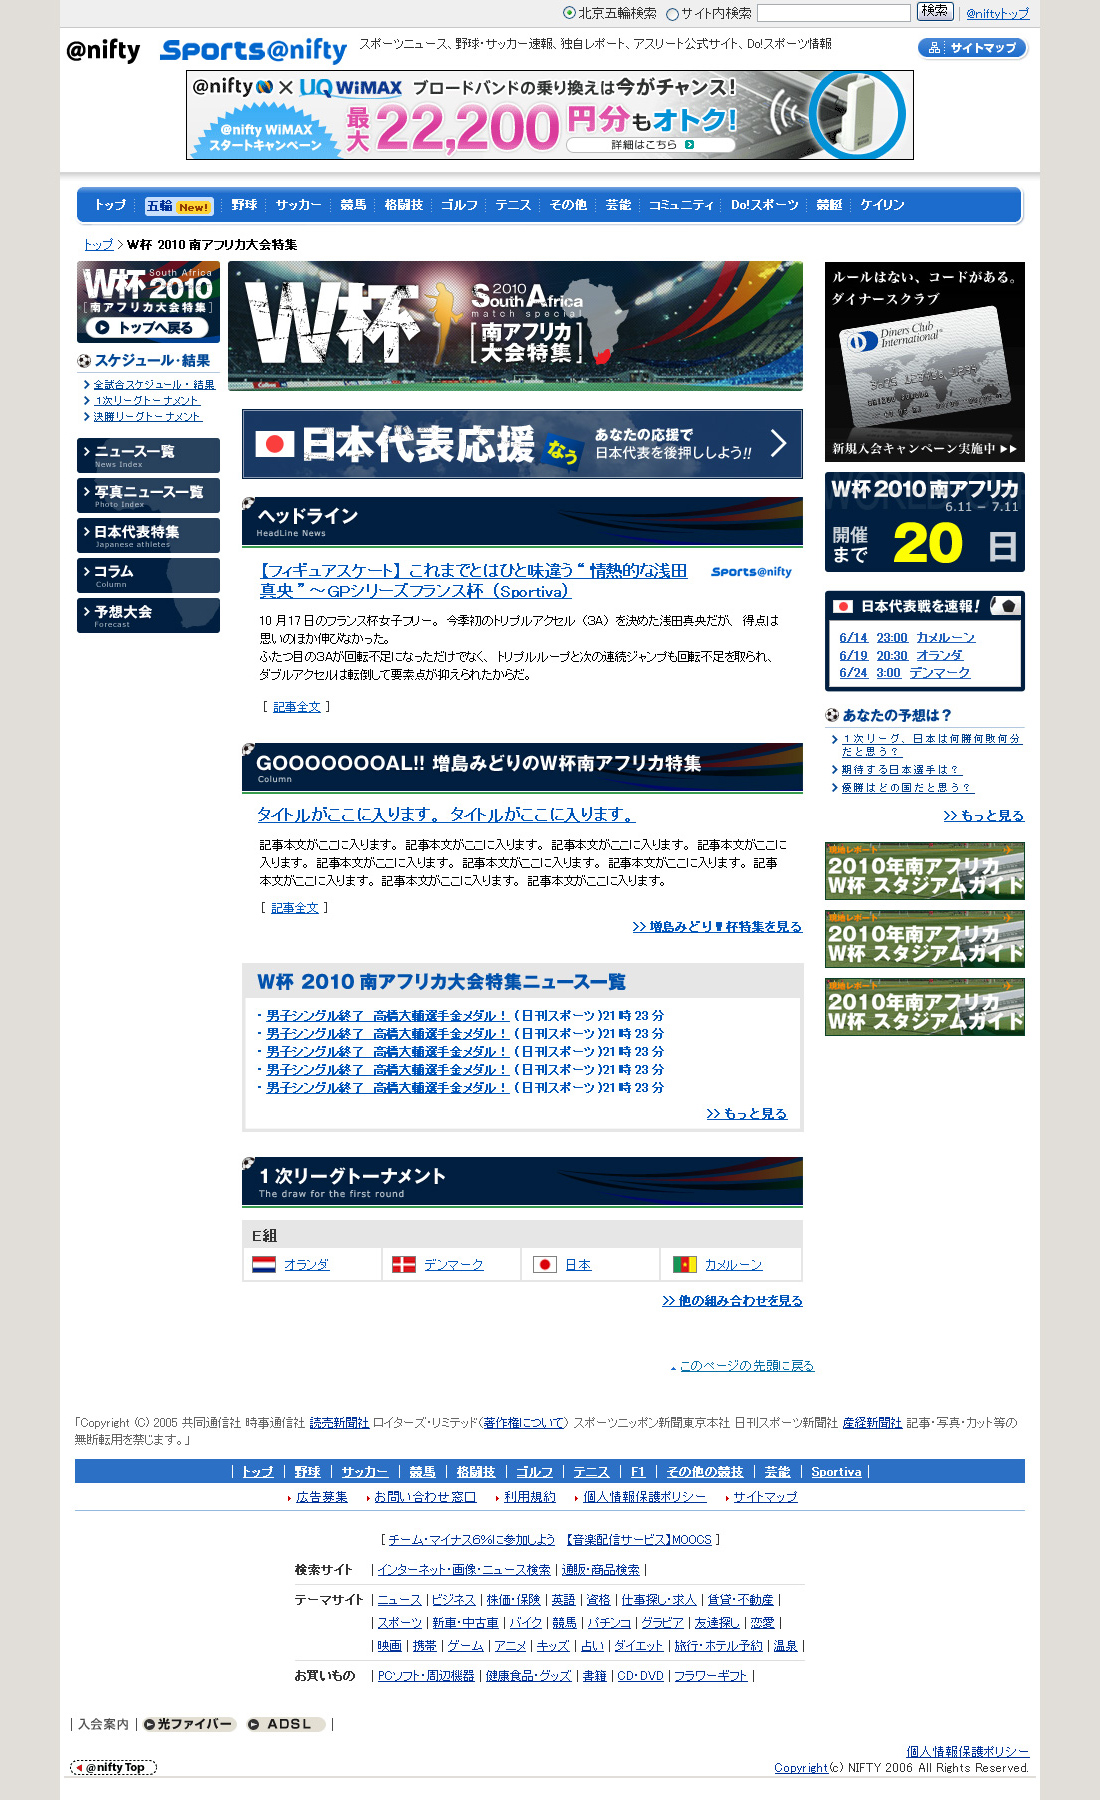 北京五輪検索 サイト内検索 検索 @niftyトップ
@nifty Sports@nifty スポーツニュース、野球・サッカー速報、独自レポート、アスリート公式サイト、Do!スポーツ情報 サイトマップ
@nifty × UQ WiMAX ブロードバンドの乗り換えは今がチャンス!
@nifty WiMAX スタートキャンペーン
最大22,200円分もオトク!
詳細はこちら
トップ 五輪 New! 野球 サッカー 競馬 格闘技 ゴルフ テニス その他 芸能 コミュニティ Do!スポーツ 競艇 ケイリン
トップ > W杯 2010 南アフリカ大会特集
W杯 South Africa 2010
[南アフリカ大会特集]
トップへ戻る
スケジュール・結果
全試合スケジュール・結果
1次リーグトーナメント
決勝リーグトーナメント
ニュース一覧
News Index
写真ニュース一覧
Photo Index
日本代表特集
Japanese athletes
コラム
Column
予想大会
Forecast
W杯 2010 South Africa match special
[南アフリカ大会特集]
日本代表応援なう あなたの応援で
日本代表を後押ししよう!!
ヘッドライン
HeadLine News
【フィギュアスケート】これまでとはひと味違う“情熱的な浅田
真央”～GPシリーズフランス杯（Sportiva）
Sports@nifty
10月17日のフランス杯女子フリー。今季初のトリプルアクセル（3A）を決めた浅田真央だが、得点は
思いのほか伸びなかった。
ふたつ目の3Aが回転不足になっただけでなく、トリプルループと次の連続ジャンプも回転不足を取られ、
ダブルアクセルは転倒して要素点が抑えられたからだ。
[ 記事全文 ]
GOOOOOOOAL!! 増島みどりのW杯南アフリカ特集
Column
タイトルがここに入ります。タイトルがここに入ります。
記事本文がここに入ります。記事本文がここに入ります。記事本文がここに入ります。記事本文がここに
入ります。記事本文がここに入ります。記事本文がここに入ります。記事本文がここに入ります。記事
本文がここに入ります。記事本文がここに入ります。記事本文がここに入ります。
[ 記事全文 ]
>> 増島みどりW杯特集を見る
W杯 2010 南アフリカ大会特集ニュース一覧
・男子シングル終了 高橋大輔選手金メダル！（日刊スポーツ)21時23分
・男子シングル終了 高橋大輔選手金メダル！（日刊スポーツ)21時23分
・男子シングル終了 高橋大輔選手金メダル！（日刊スポーツ)21時23分
・男子シングル終了 高橋大輔選手金メダル！（日刊スポーツ)21時23分
・男子シングル終了 高橋大輔選手金メダル！（日刊スポーツ)21時23分
>> もっと見る
1次リーグトーナメント
The draw for the first round
E組
オランダ デンマーク 日本 カメルーン
>> 他の組み合わせを見る
このページの先頭に戻る
ルールはない、コードがある。
ダイナースクラブ
Diners Club International
新規入会キャンペーン実施中
W杯2010南アフリカ
6.11 – 7.11
開催まで 20 日
日本代表戦を速報!
6/14 23:00 カメルーン
6/19 20:30 オランダ
6/24 3:00 デンマーク
あなたの予想は？
1次リーグ、日本は何勝何敗何分
だと思う？
期待する日本選手は？
優勝はどの国だと思う？
>> もっと見る
現地レポート
2010年南アフリカ
W杯 スタジアムガイド
現地レポート
2010年南アフリカ
W杯 スタジアムガイド
現地レポート
2010年南アフリカ
W杯 スタジアムガイド
「Copyright (C) 2005 共同通信社 時事通信社 読売新聞社 ロイターズ・リミテッド(著作権について) スポーツニッポン新聞東京本社 日刊スポーツ新聞社 産経新聞社 記事・写真・カット等の
無断転用を禁じます。」
| トップ | 野球 | サッカー | 競馬 | 格闘技 | ゴルフ | テニス | F1 | その他の競技 | 芸能 | Sportiva |
広告募集 お問い合わせ窓口 利用規約 個人情報保護ポリシー サイトマップ
[ チーム・マイナス6%に参加しよう 【音楽配信サービス】MOOCS ]
検索サイト | インターネット・画像・ニュース検索 | 通販・商品検索 |
テーマサイト | ニュース | ビジネス | 株価・保険 | 英語 | 資格 | 仕事探し・求人 | 賃貸・不動産 |
| スポーツ | 新車・中古車 | バイク | 競馬 | パチンコ | グラビア | 友達探し | 恋愛 |
| 映画 | 携帯 | ゲーム | アニメ | キッズ | 占い | ダイエット | 旅行・ホテル予約 | 温泉 |
お買いもの | PCソフト・周辺機器 | 健康食品・グッズ | 書籍 | CD・DVD | フラワーギフト |
| 入会案内 | 光ファイバー ADSL |
@nifty Top
個人情報保護ポリシー
Copyright(c) NIFTY 2006 All Rights Reserved.